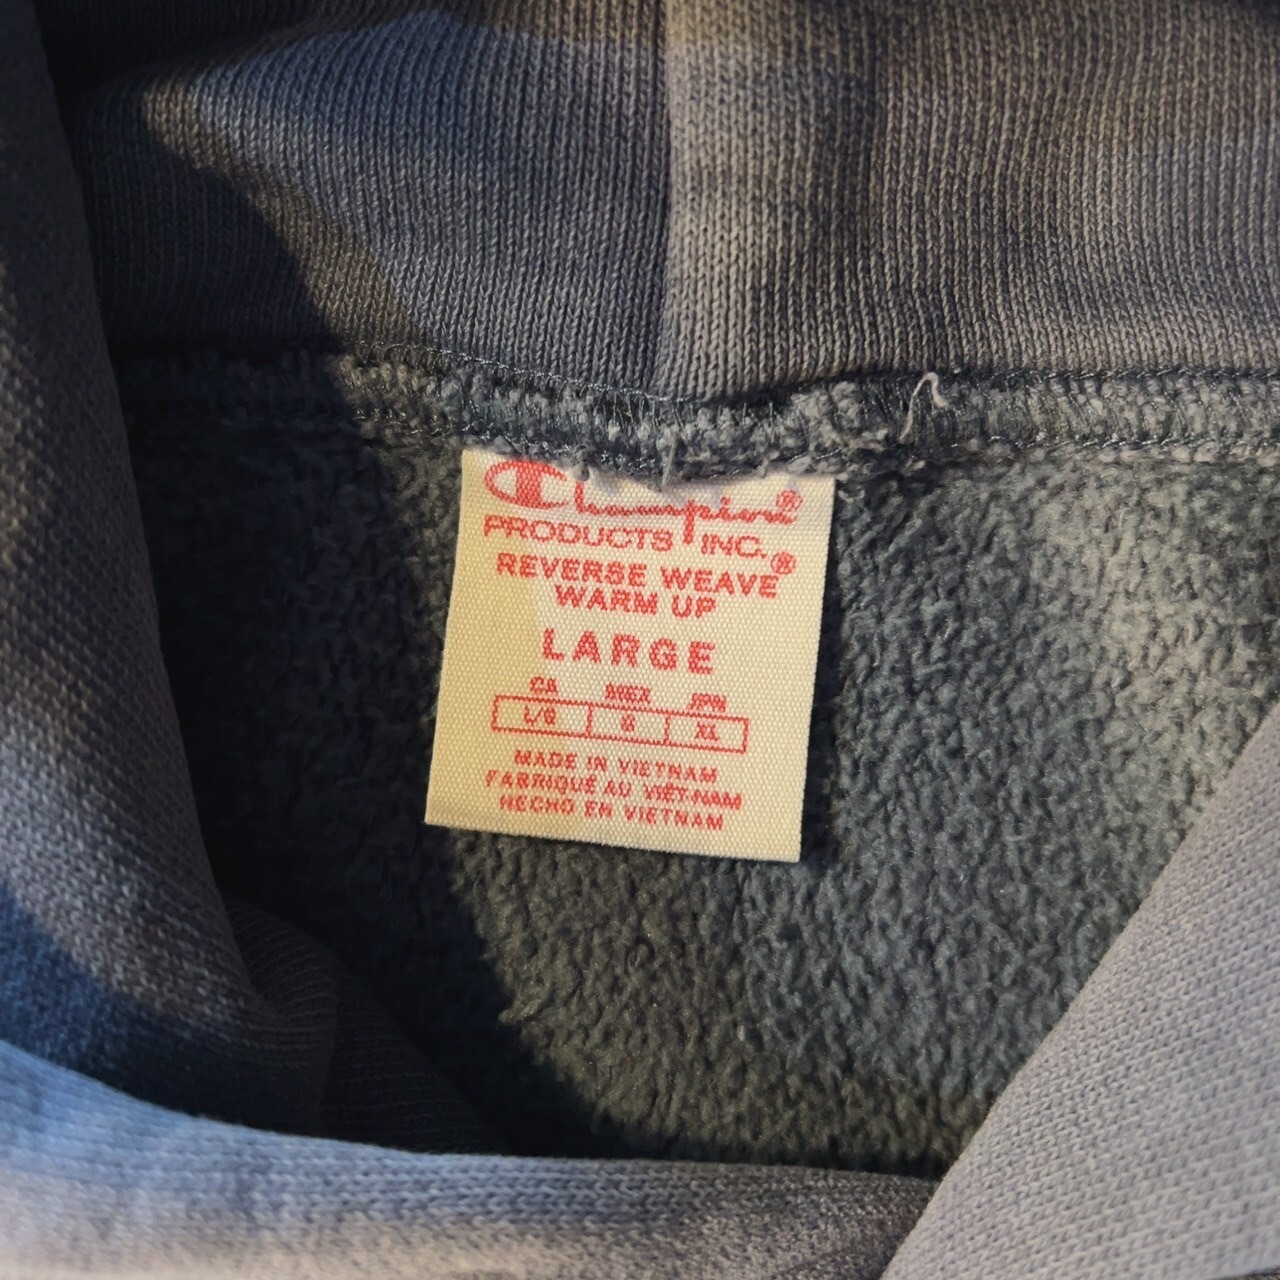 Champion®
PRODUCTS INC.
REVERSE WEAVE®
WARM UP
LARGE
CA MEX JPN
L/G G XL
MADE IN VIETNAM
FABRIQUÉ AU VIÊT-NAM
HECHO EN VIETNAM